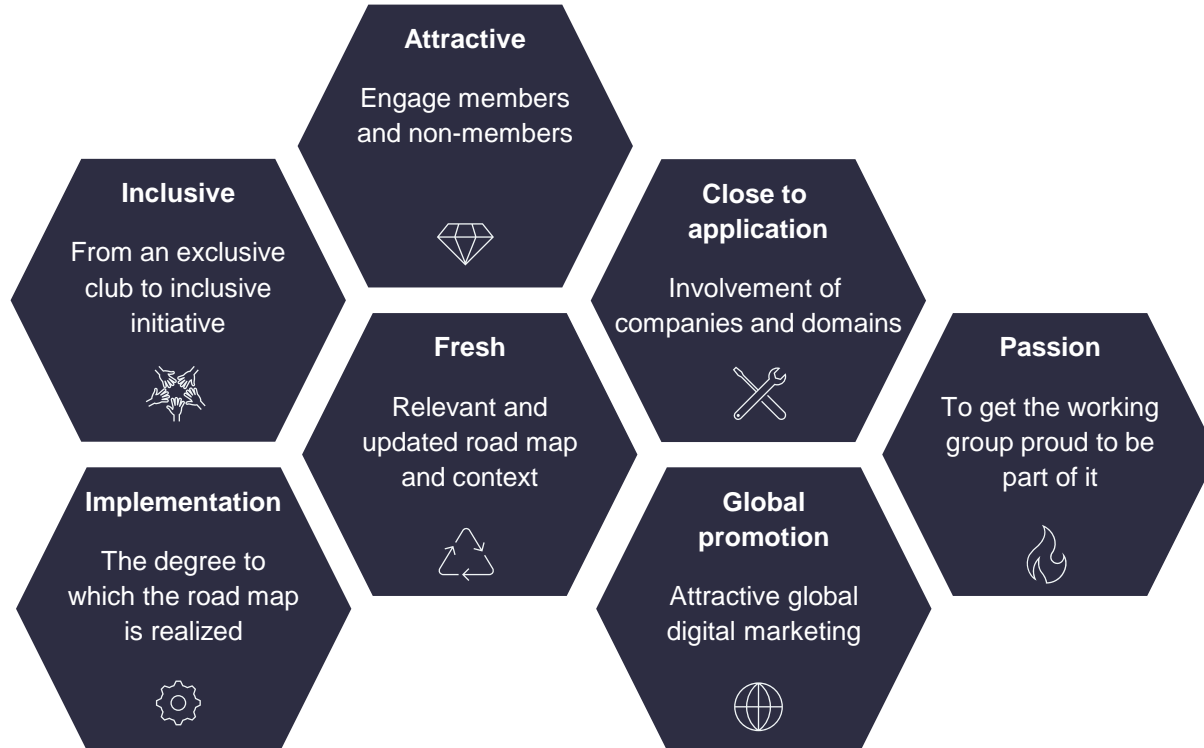 Attractive
Engage members
and non-members
Inclusive
From an exclusive
club to inclusive
initiative
Close to
application
Involvement of
companies and domains
Fresh
Relevant and
updated road map
and context
Passion
To get the working
group proud to be
part of it
Implementation
The degree to
which the road map
is realized
Global
promotion
Attractive global
digital marketing